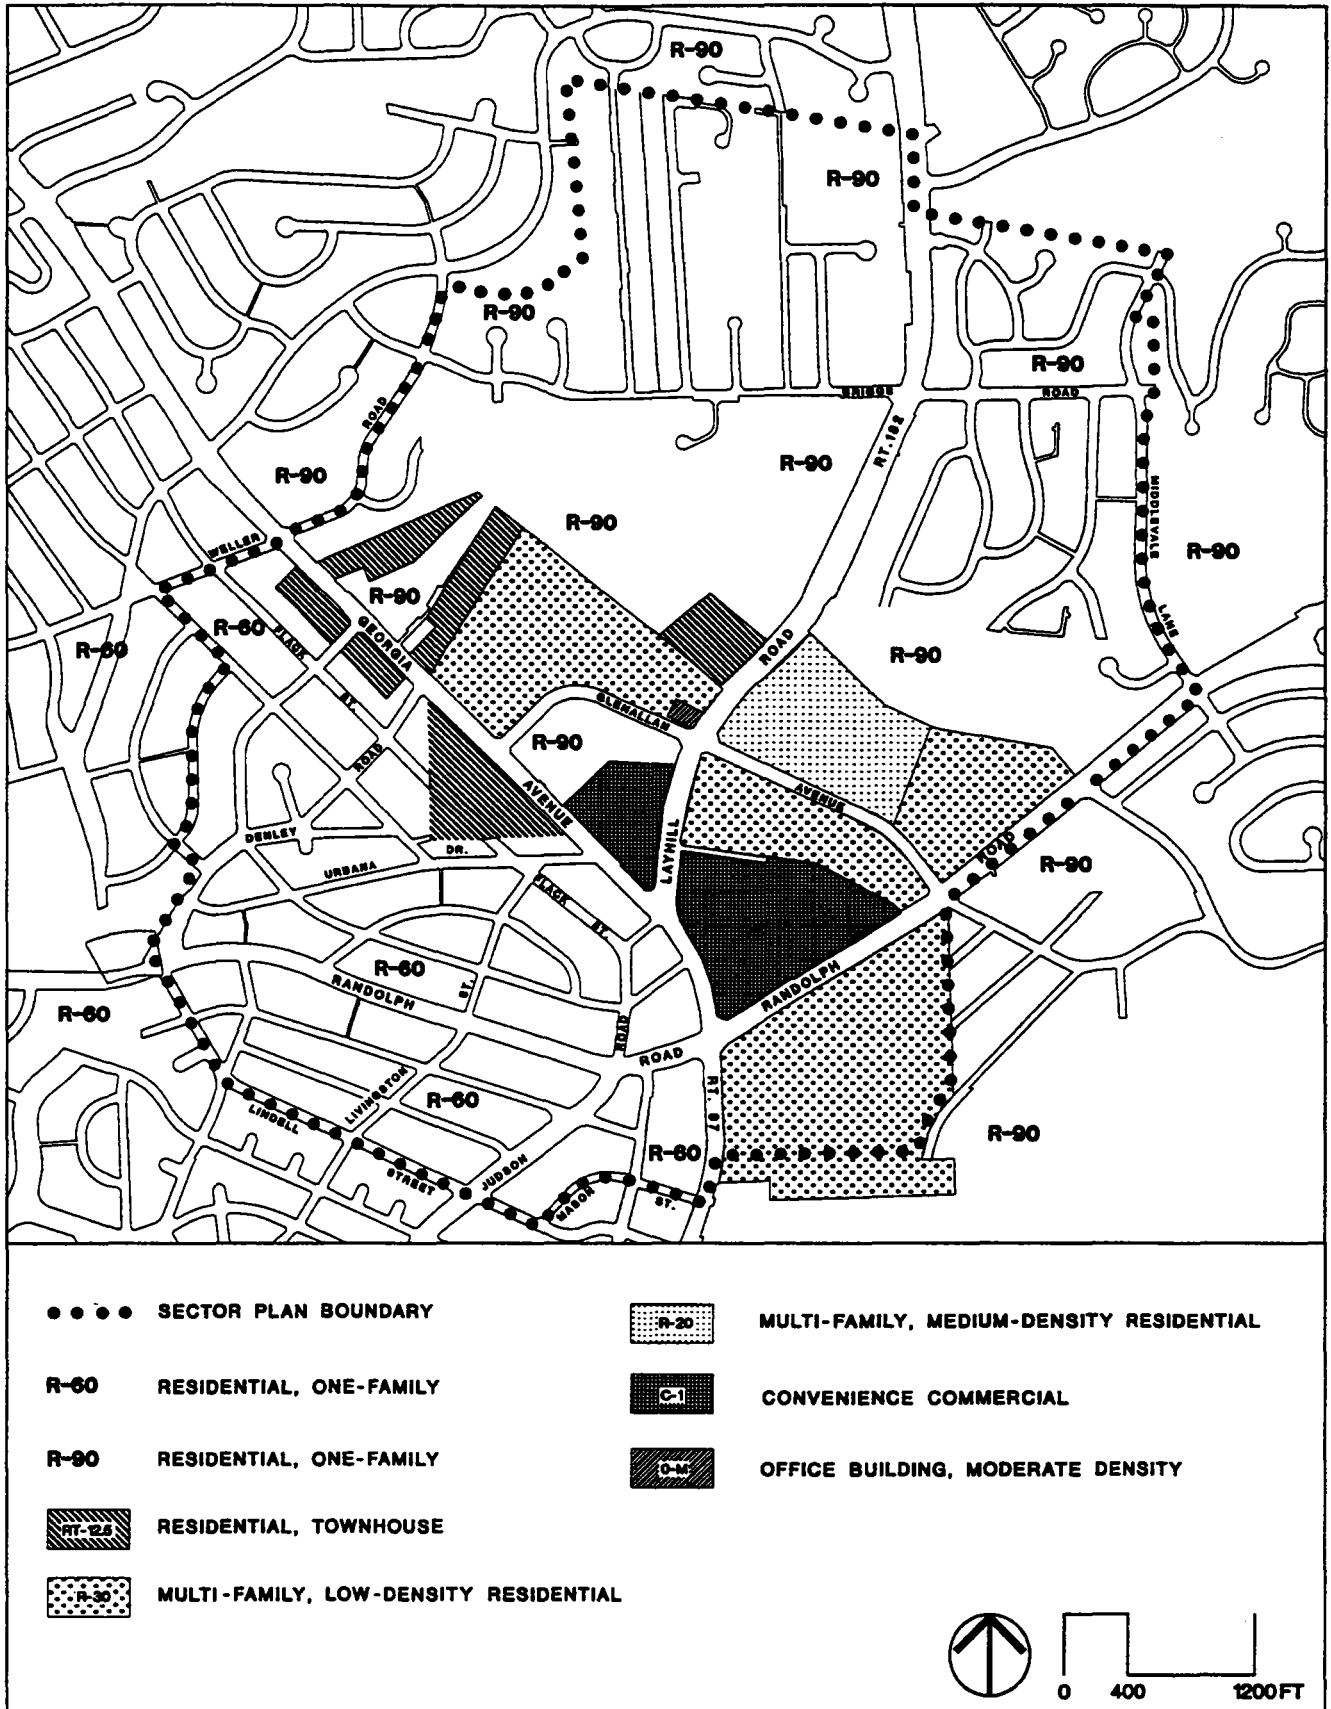 R-90
R-90
R-90
R-90
BRIGGS
ROAD
ROAD
RT. 182
R-90
R-90
R-90
MIDDLEVALE
WELLER
R-90
R-90
R-60
R-60
PLACK
GEORGIA
LANE
ROAD
R-90
ST.
GLENALLAN
R-90
ROAD
AVENUE
AVENUE
DENLEY
DR.
LAYHILL
ROAD
URBANA
R-90
PLACK
ST.
R-60
RANDOLPH
ST.
RANDOLPH
R-60
ROAD
ROAD
RT. 97
LIVINGSTON
R-60
LINDELL
R-90
R-60
STREET
JUDSON
MASON
ST.
SECTOR PLAN BOUNDARY
R-60 RESIDENTIAL, ONE-FAMILY
R-90 RESIDENTIAL, ONE-FAMILY
RT-12.5 RESIDENTIAL, TOWNHOUSE
R-30 MULTI-FAMILY, LOW-DENSITY RESIDENTIAL
R-20 MULTI-FAMILY, MEDIUM-DENSITY RESIDENTIAL
C-1 CONVENIENCE COMMERCIAL
O-M OFFICE BUILDING, MODERATE DENSITY
0 400 1200 FT